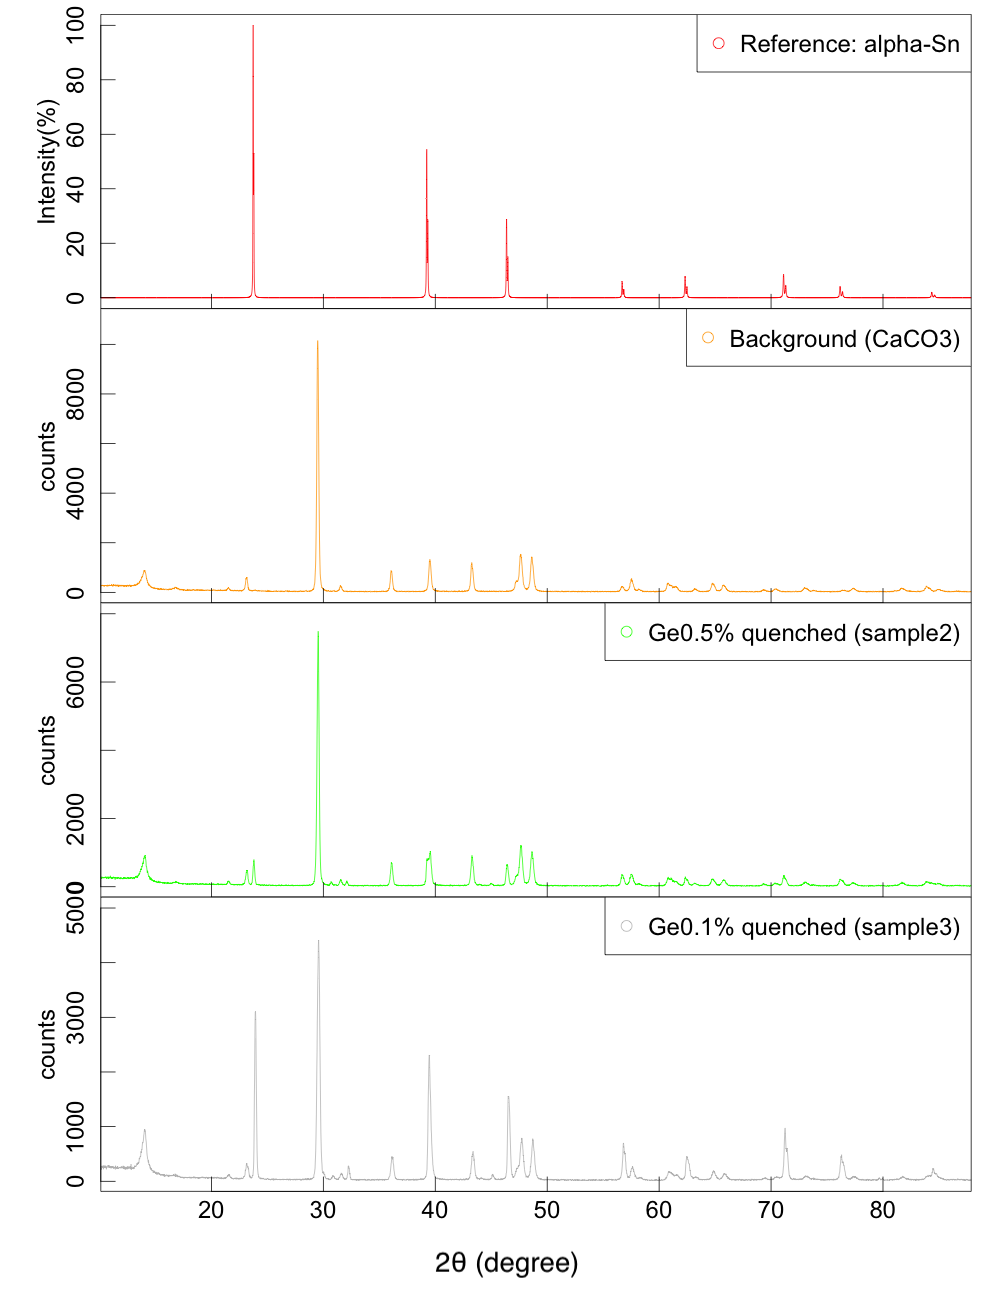 Reference: alpha-Sn
Intensity(%)
100
80
60
40
20
0
Background (CaCO3)
counts
8000
4000
0
Ge0.5% quenched (sample2)
counts
6000
2000
0
Ge0.1% quenched (sample3)
counts
5000
3000
1000
0
20 30 40 50 60 70 80
2θ (degree)